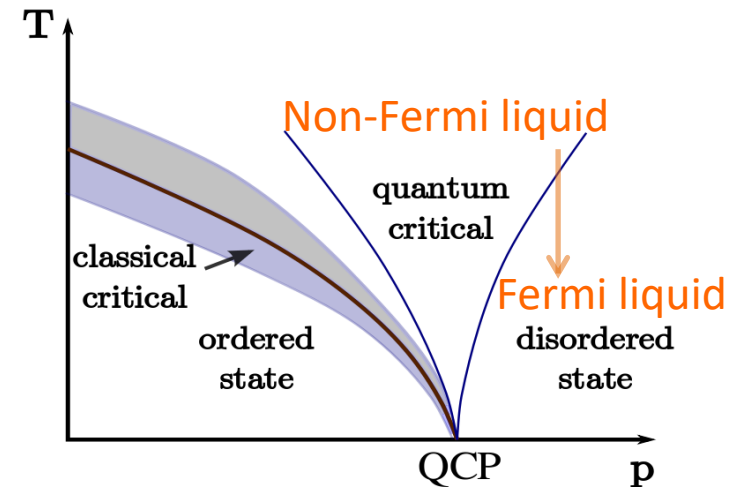 T
Non-Fermi liquid
quantum
critical
classical
critical
Fermi liquid
ordered
state
disordered
state
QCP
p